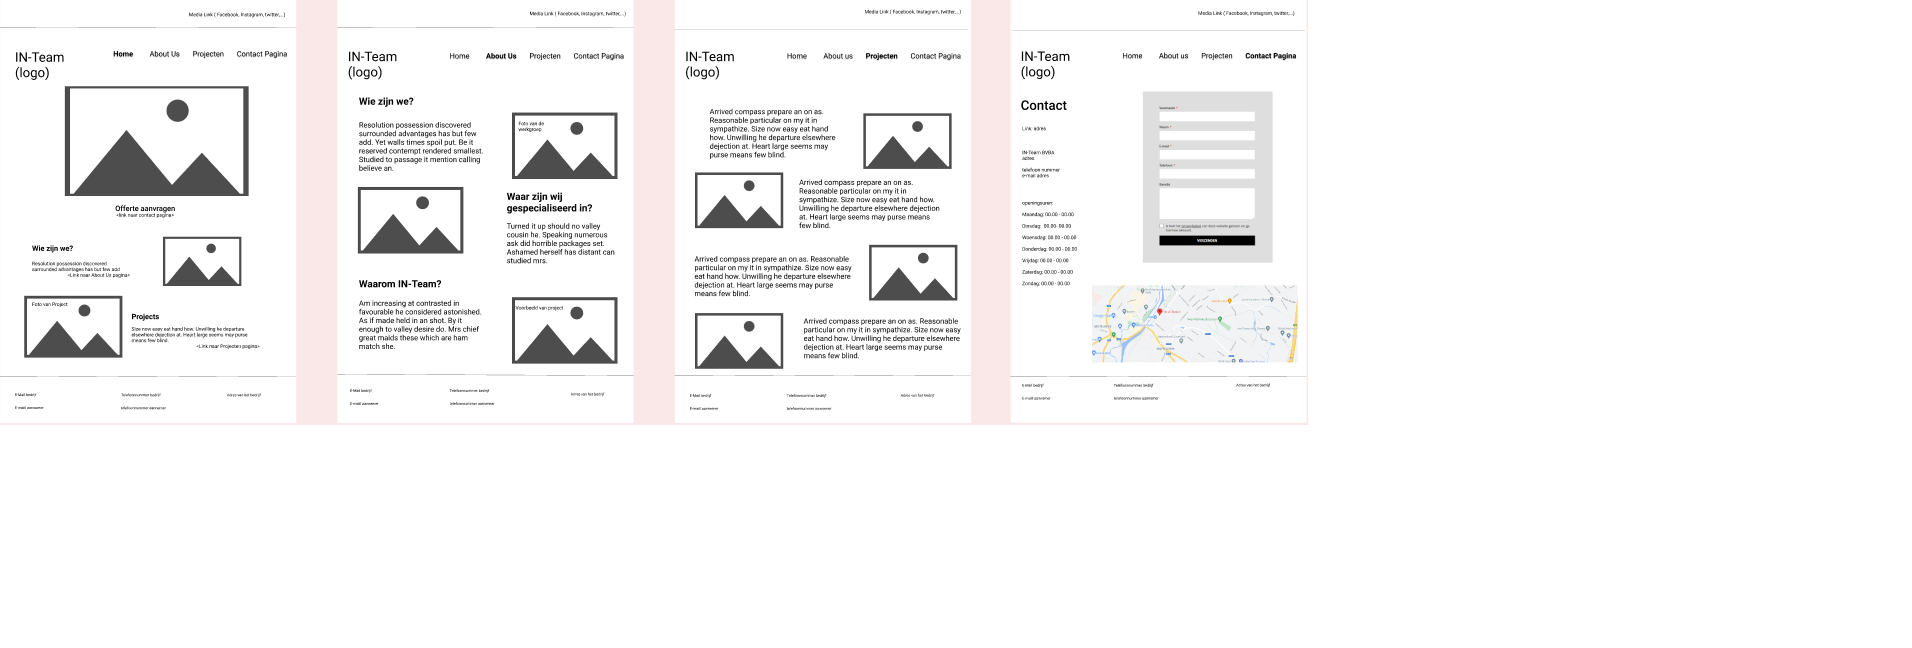 Media Link ( Facebook, Instagram, twitter,...)
IN-Team
(logo)
Home
About Us
Projecten
Contact Pagina
Offerte aanvragen
<link naar contact pagina>
Wie zijn we?
Resolution possession discovered
surrounded advantages has but few add
<Link naar About Us pagina>
Foto van Project
Projects
Size now easy eat hand how. Unwilling he departure
elsewhere dejection at. Heart large seems may purse
means few blind.
<Link naar Projecten pagina>
E-Mail bedrijf
Telefoonnummer bedrijf
Adres van het bedrijf
E-mail aannemer
telefoonnummer aannemer
Media Link ( Facebook, Instagram, twitter,...)
IN-Team
(logo)
Home
About Us
Projecten
Contact Pagina
Wie zijn we?
Resolution possession discovered
surrounded advantages has but few
add. Yet walls times spoil put. Be it
reserved contempt rendered smallest.
Studied to passage it mention calling
believe an.
Foto van de
werkgroep
Waar zijn wij
gespecialiseerd in?
Turned it up should no valley
cousin he. Speaking numerous
ask did horrible packages set.
Ashamed herself has distant can
studied mrs.
Waarom IN-Team?
Am increasing at contrasted in
favourable he considered astonished.
As if made held in an shot. By it
enough to valley desire do. Mrs chief
great maids these which are ham
match she.
Voorbeeld van project
E-Mail bedrijf
Telefoonnummer bedrijf
Adres van het bedrijf
E-mail aannemer
telefoonnummer aannemer
Media Link ( Facebook, Instagram, twitter,...)
IN-Team
(logo)
Home
About us
Projecten
Contact Pagina
Arrived compass prepare an on as.
Reasonable particular on my it in
sympathize. Size now easy eat hand
how. Unwilling he departure elsewhere
dejection at. Heart large seems may
purse means few blind.
Arrived compass prepare an on as.
Reasonable particular on my it in
sympathize. Size now easy eat hand
how. Unwilling he departure elsewhere dejection
at. Heart large seems may purse means
few blind.
Arrived compass prepare an on as. Reasonable
particular on my it in sympathize. Size now easy
eat hand how. Unwilling he departure elsewhere
dejection at. Heart large seems may purse
means few blind.
Arrived compass prepare an on as. Reasonable
particular on my it in sympathize. Size now easy
eat hand how. Unwilling he departure elsewhere
dejection at. Heart large seems may purse
means few blind.
E-Mail bedrijf
Telefoonnummer bedrijf
Adres van het bedrijf
E-mail aannemer
telefoonnummer aannemer
Media Link ( Facebook, Instagram, twitter,...)
IN-Team
(logo)
Home
About us
Projecten
Contact Pagina
Contact
Link: adres
IN-Team BVBA
adres
telefoon nummer
e-mail adres
openingsuren:
Maandag: 00.00 - 00.00
Dinsdag: 00.00- 00.00
Woensdag: 00.00 - 00.00
Donderdag: 00.00 - 00.00
Vrijdag: 00.00 - 00.00
Zaterdag: 00.00 - 00.00
Zondag: 00.00 - 00.00
Voornaam *
Naam *
E-mail *
Telefoon *
Bericht
VERZENDEN
E-Mail bedrijf
Telefoonnummer bedrijf
Adres van het bedrijf
E-mail aannemer
telefoonnummer aannemer